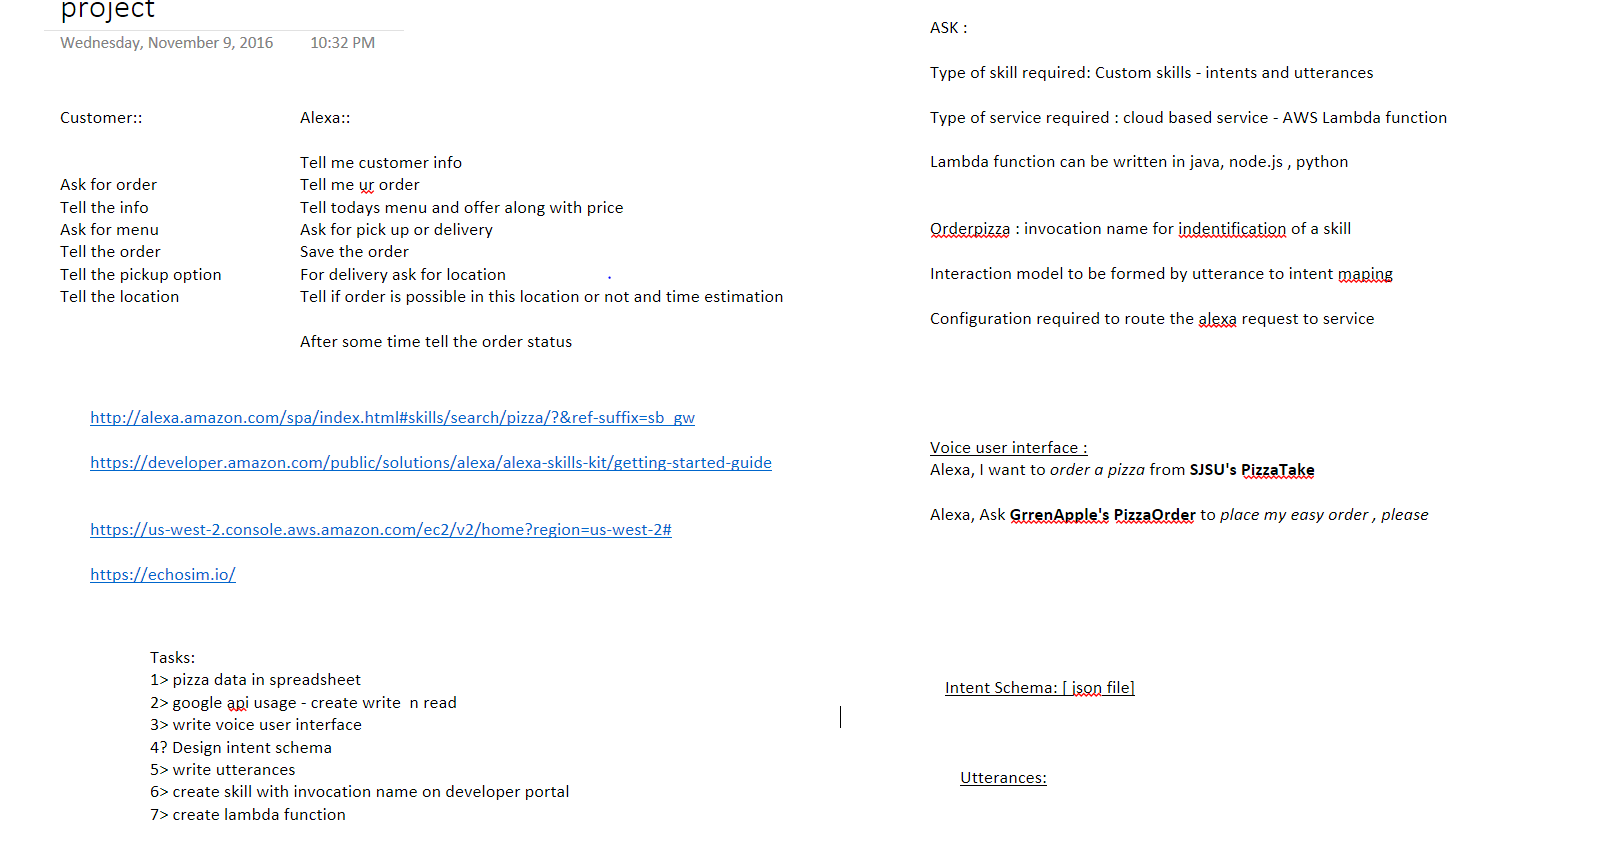 project
Wednesday, November 9, 2016 10:32 PM
Customer:: Alexa::
Tell me customer info
Ask for order Tell me ur order
Tell the info Tell todays menu and offer along with price
Ask for menu Ask for pick up or delivery
Tell the order Save the order
Tell the pickup option For delivery ask for location .
Tell the location Tell if order is possible in this location or not and time estimation
After some time tell the order status
http://alexa.amazon.com/spa/index.html#skills/search/pizza/?&ref-suffix=sb_gw
https://developer.amazon.com/public/solutions/alexa/alexa-skills-kit/getting-started-guide
https://us-west-2.console.aws.amazon.com/ec2/v2/home?region=us-west-2#
https://echosim.io/
Tasks:
1> pizza data in spreadsheet
2> google api usage - create write n read
3> write voice user interface
4? Design intent schema
5> write utterances
6> create skill with invocation name on developer portal
7> create lambda function
ASK :
Type of skill required: Custom skills - intents and utterances
Type of service required : cloud based service - AWS Lambda function
Lambda function can be written in java, node.js , python
Orderpizza : invocation name for indentification of a skill
Interaction model to be formed by utterance to intent maping
Configuration required to route the alexa request to service
Voice user interface :
Alexa, I want to order a pizza from SJSU's PizzaTake
Alexa, Ask GrrenApple's PizzaOrder to place my easy order , please
Intent Schema: [ json file]
Utterances: